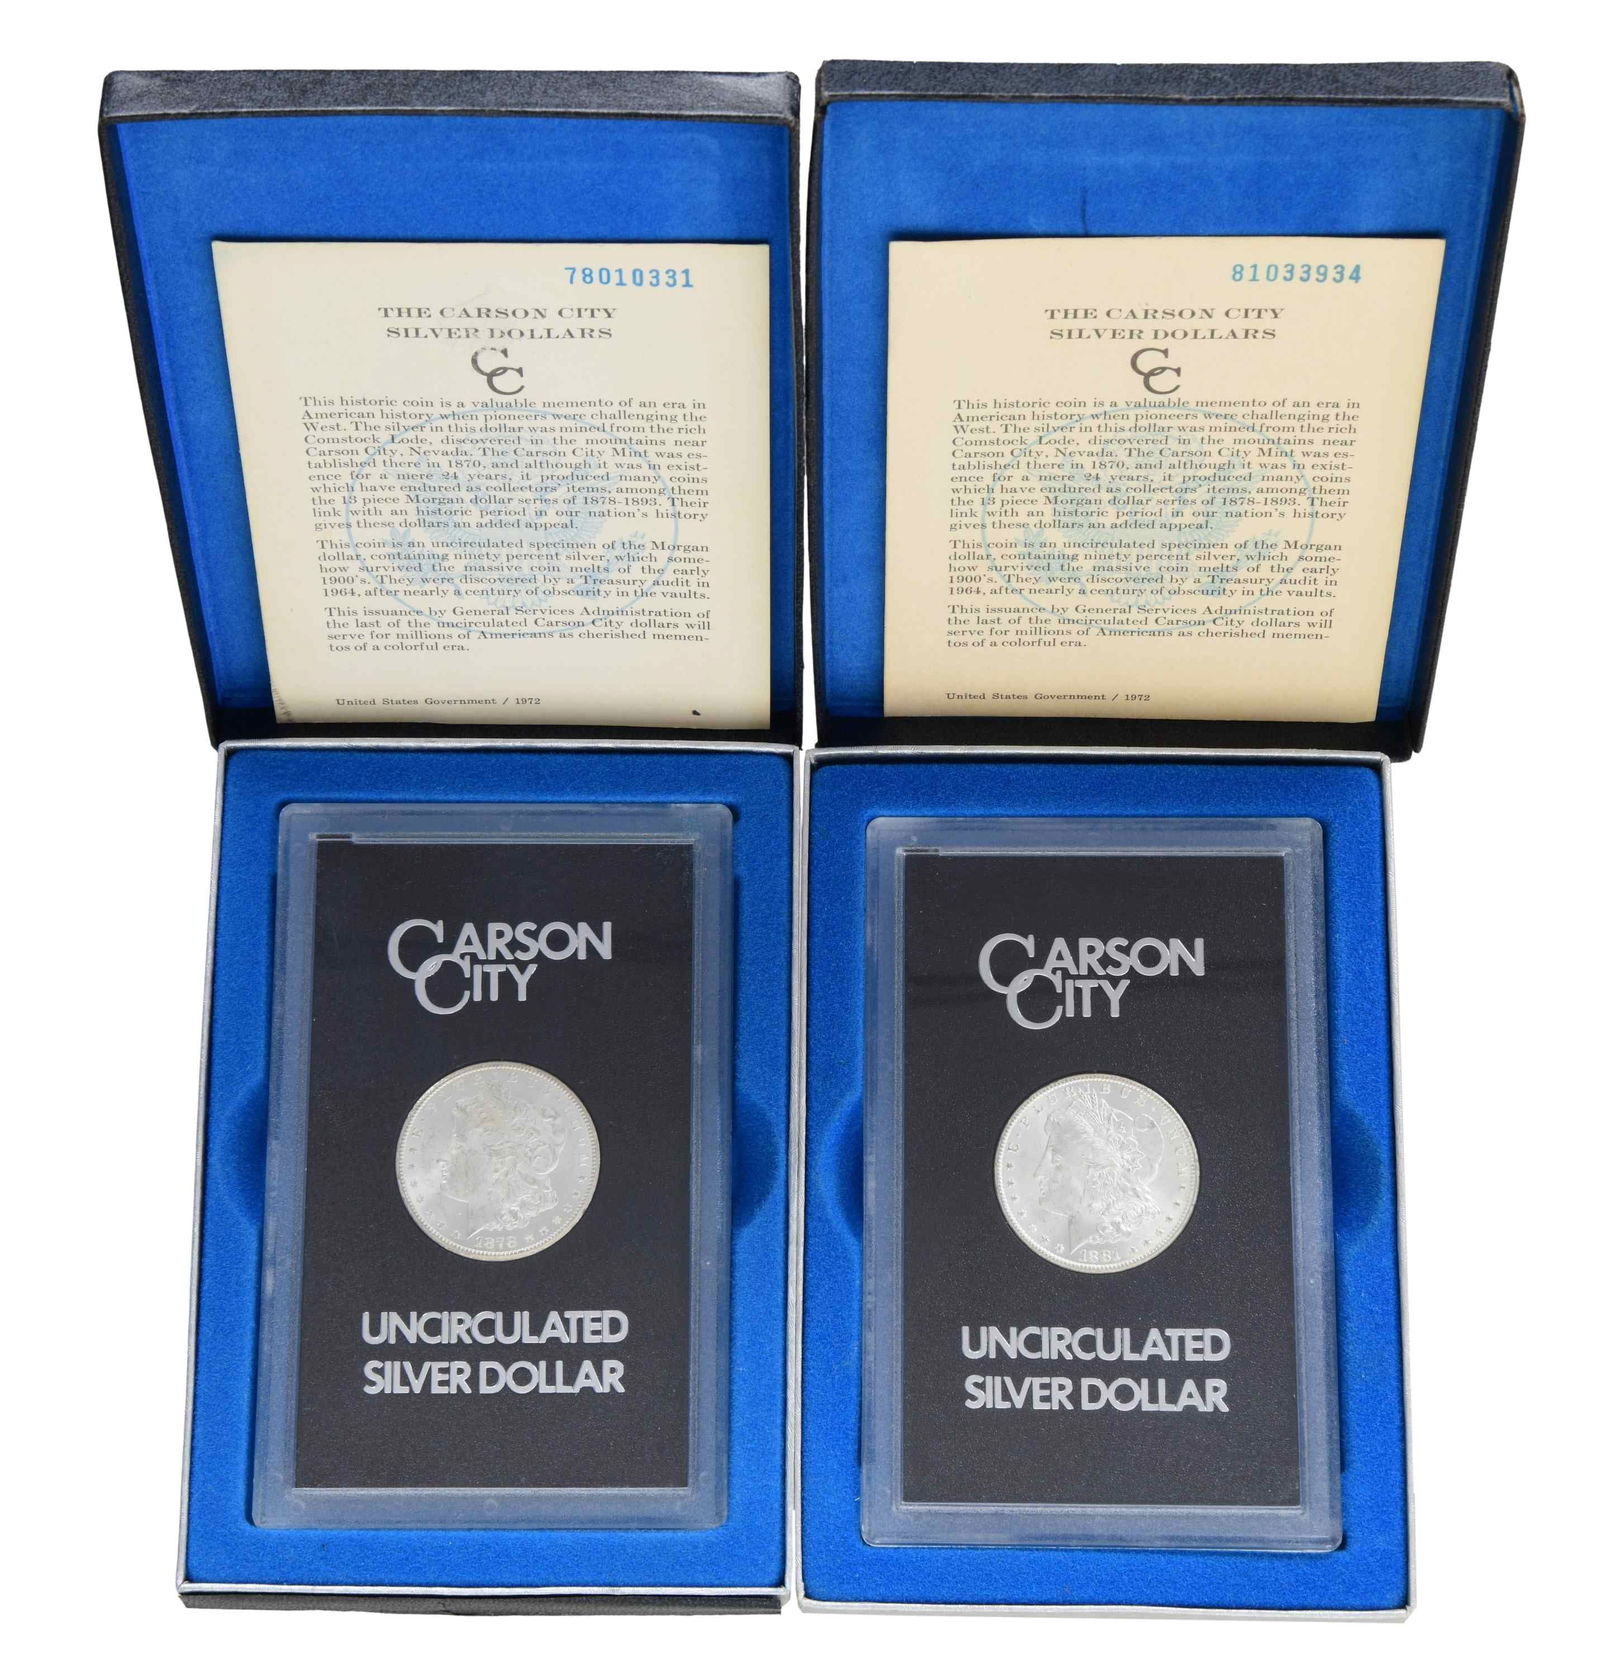 78010331
THE CARSON CITY
SILVER DOLLARS
CC
This historic coin is a valuable memento of an era in
American history when pioneers were challenging the
West. The silver in this dollar was mined from the rich
Comstock Lode, discovered in the mountains near
Carson City, Nevada. The Carson City Mint was es-
tablished there in 1870, and although it was in exist-
ence for a mere 24 years, it produced many coins
which have endured as collectors' items, among them
the 13 piece Morgan dollar series of 1878-1893. Their
link with an historic period in our nation's history
gives these dollars an added appeal.
This coin is an uncirculated specimen of the Morgan
dollar, containing ninety percent silver, which some-
how survived the massive coin melts of the early
1900's. They were discovered by a Treasury audit in
1964, after nearly a century of obscurity in the vaults.
This issuance by General Services Administration of
the last of the uncirculated Carson City dollars will
serve for millions of Americans as cherished memen-
tos of a colorful era.
United States Government / 1972
CARSON
CITY
1878
UNCIRCULATED
SILVER DOLLAR
81033934
THE CARSON CITY
SILVER DOLLARS
CC
This historic coin is a valuable memento of an era in
American history when pioneers were challenging the
West. The silver in this dollar was mined from the rich
Comstock Lode, discovered in the mountains near
Carson City, Nevada. The Carson City Mint was es-
tablished there in 1870, and although it was in exist-
ence for a mere 24 years, it produced many coins
which have endured as collectors' items, among them
the 13 piece Morgan dollar series of 1878-1893. Their
link with an historic period in our nation's history
gives these dollars an added appeal.
This coin is an uncirculated specimen of the Morgan
dollar, containing ninety percent silver, which some-
how survived the massive coin melts of the early
1900's. They were discovered by a Treasury audit in
1964, after nearly a century of obscurity in the vaults.
This issuance by General Services Administration of
the last of the uncirculated Carson City dollars will
serve for millions of Americans as cherished memen-
tos of a colorful era.
United States Government / 1972
CARSON
CITY
E·PLURIBUS·UNUM
1881
UNCIRCULATED
SILVER DOLLAR